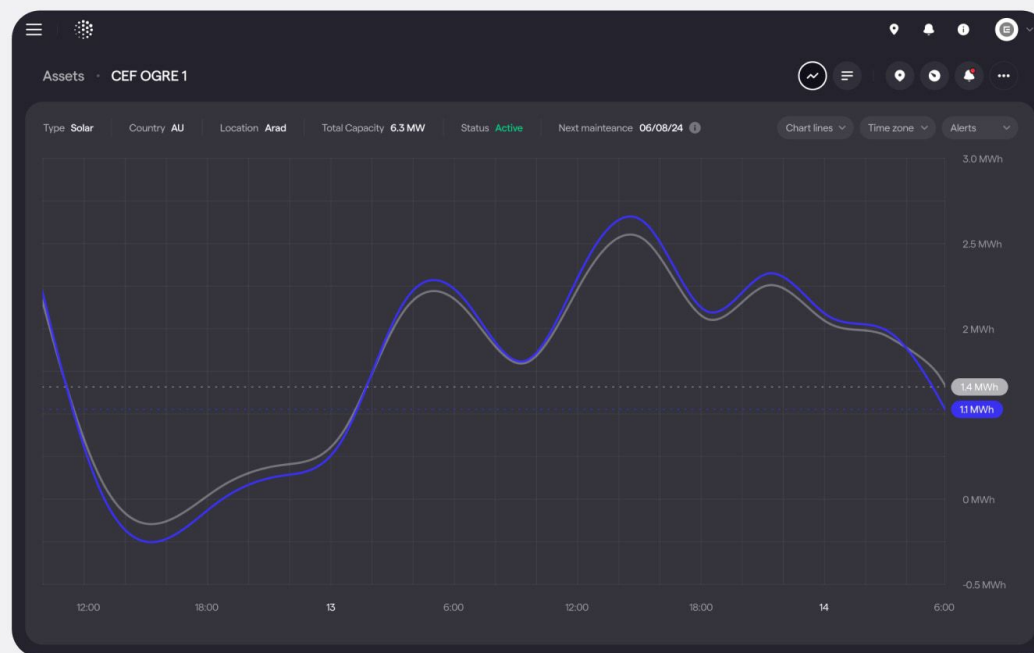 Assets · CEF OGRE 1
Type Solar Country AU Location Arad Total Capacity 6.3 MW Status Active Next mainteance 06/08/24 Chart lines Time zone Alerts
3.0 MWh
2.5 MWh
2 MWh
1.4 MWh
1.1 MWh
0 MWh
-0.5 MWh
12:00 18:00 13 6:00 12:00 18:00 14 6:00